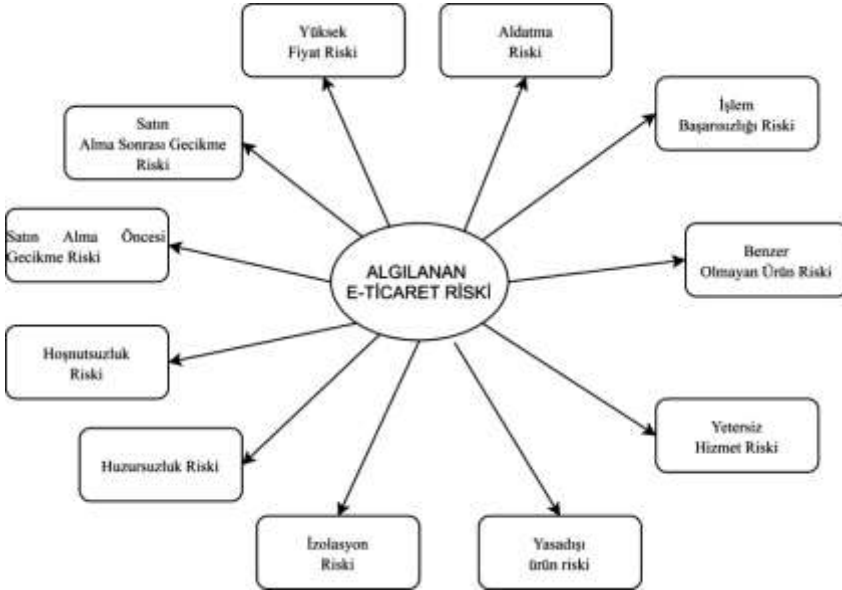 Yüksek
Fiyat Riski
Aldatma
Riski
İşlem
Başarısızlığı Riski
Satın
Alma Sonrası Gecikme
Riski
Satın Alma Öncesi
Gecikme Riski
ALGILANAN
E-TİCARET RİSKİ
Benzer
Olmayan Ürün Riski
Hoşnutsuzluk
Riski
Yetersiz
Hizmet Riski
Huzursuzluk Riski
İzolasyon
Riski
Yasadışı
ürün riski